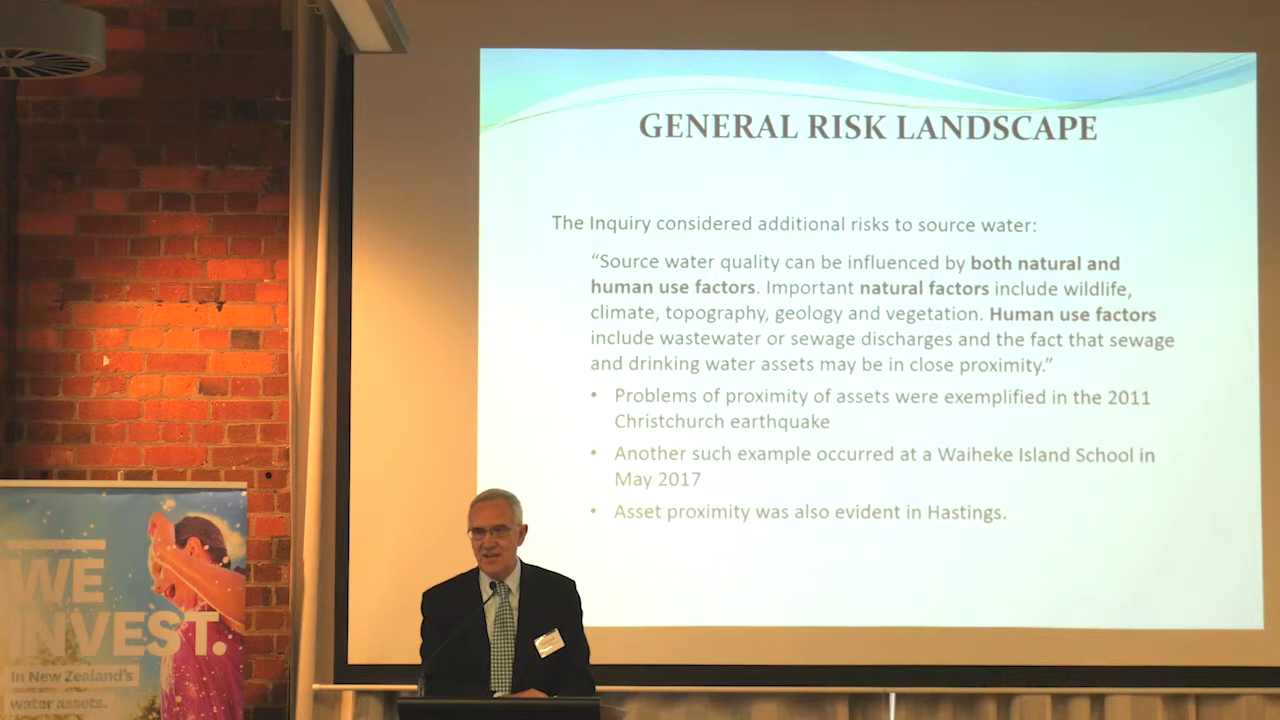 GENERAL RISK LANDSCAPE
The Inquiry considered additional risks to source water:
“Source water quality can be influenced by both natural and
human use factors. Important natural factors include wildlife,
climate, topography, geology and vegetation. Human use factors
include wastewater or sewage discharges and the fact that sewage
and drinking water assets may be in close proximity.”
• Problems of proximity of assets were exemplified in the 2011
Christchurch earthquake
• Another such example occurred at a Waiheke Island School in
May 2017
• Asset proximity was also evident in Hastings.
WE
INVEST.
In New Zealand's
water assets.